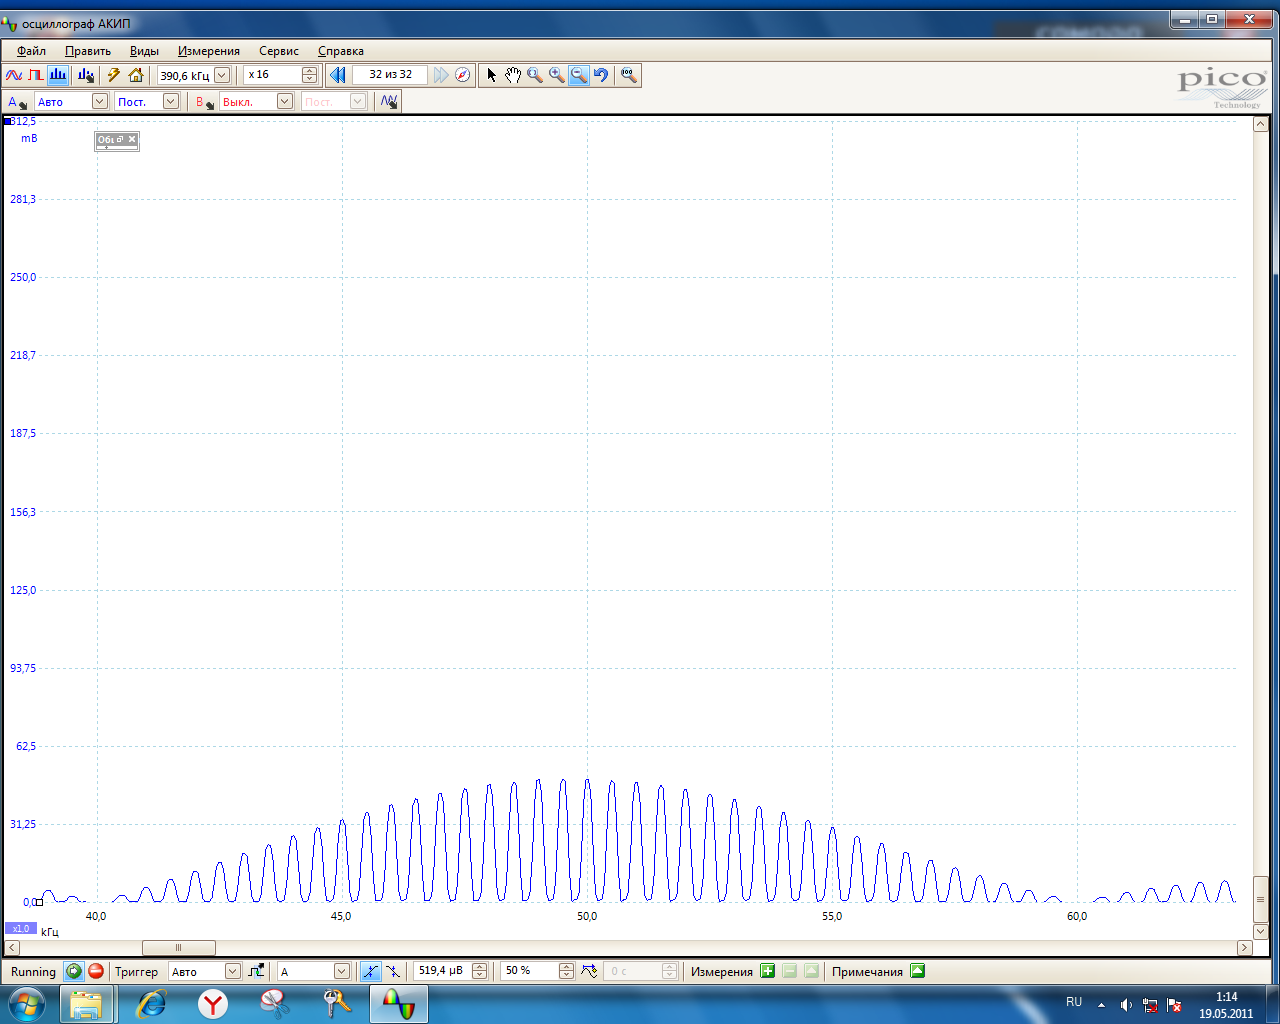 осциллограф АКИП
Файл Править Виды Измерения Сервис Справка
390,6 кГц x 16 32 из 32
A Авто Пост. B Выкл. Пост.
pico
Technology
312,5
mВ
281,3
250,0
218,7
187,5
156,3
125,0
93,75
62,5
31,25
0,0
40,0 45,0 50,0 55,0 60,0
x1,0 кГц
Running Триггер Авто A 519,4 µВ 50 % 0 с Измерения Примечания
RU 1:14
19.05.2011